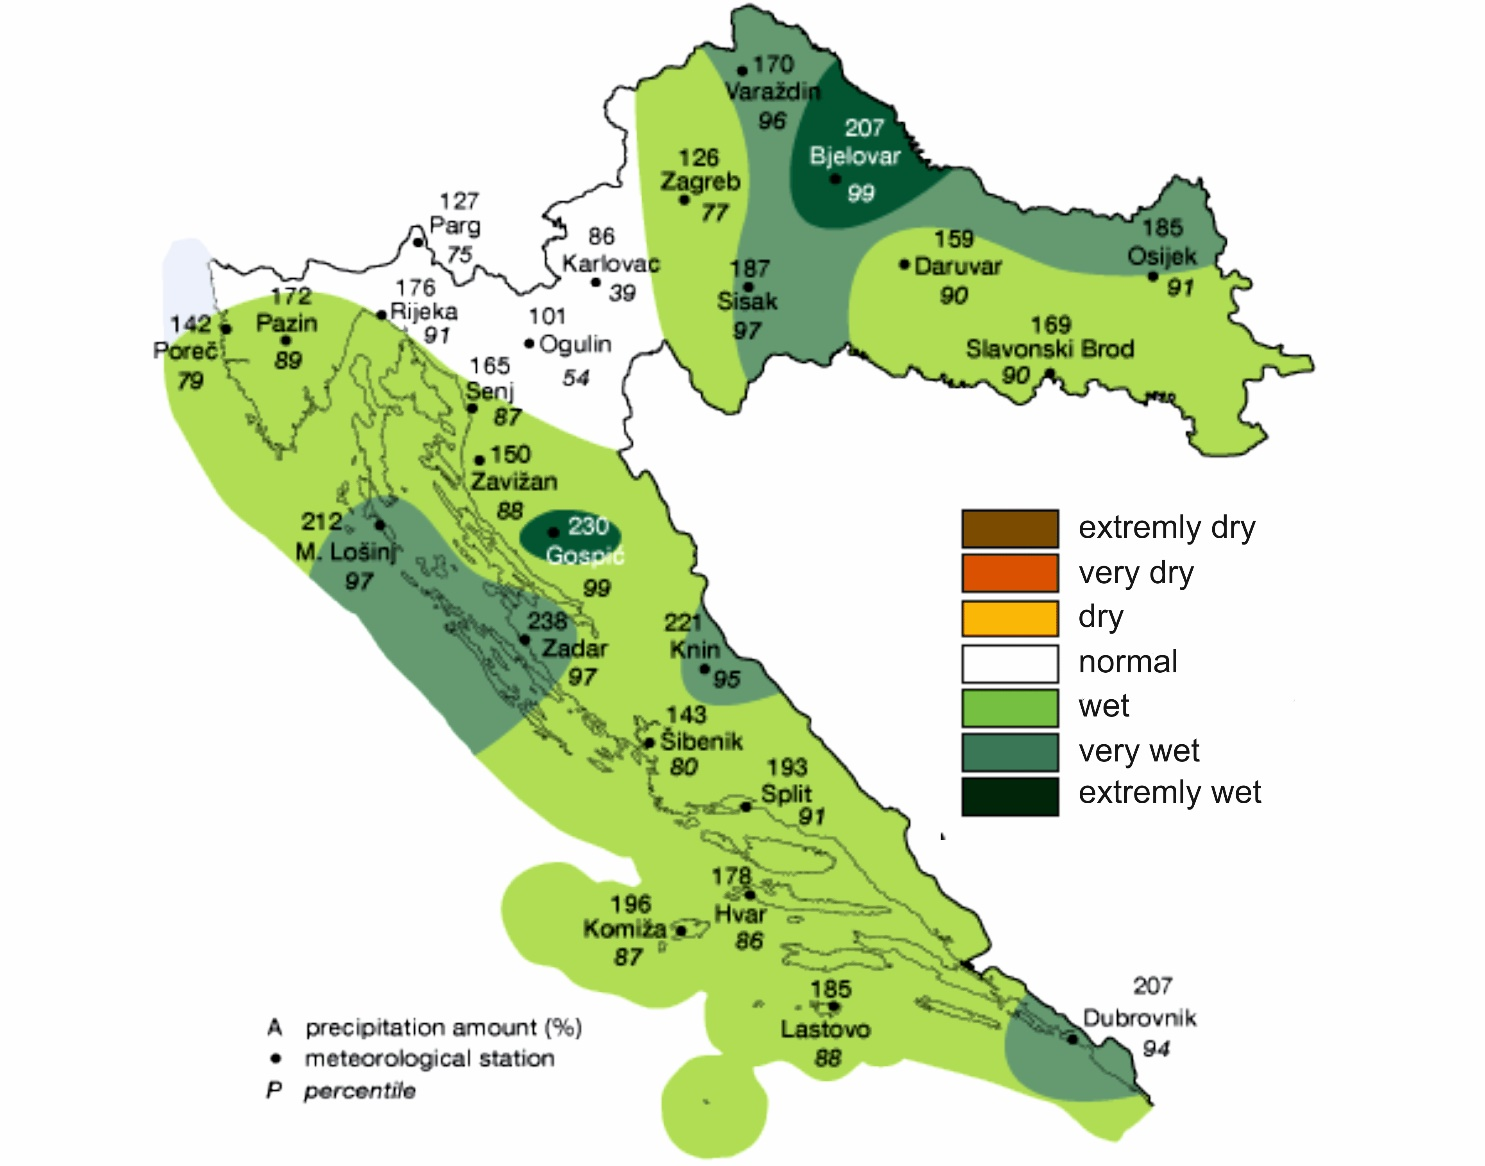 170
Varaždin
96
207
Bjelovar
99
126
Zagreb
77
127
Parg
75
86
Karlovac
39
159
Daruvar
90
185
Osijek
91
187
Sisak
97
176
Rijeka
91
172
Pazin
89
142
Poreč
79
101
Ogulin
54
169
Slavonski Brod
90
165
Senj
87
150
Zavižan
88
212
M. Lošinj
97
230
Gospić
99
238
Zadar
97
221
Knin
95
143
Šibenik
80
193
Split
91
178
Hvar
86
196
Komiža
87
185
Lastovo
88
207
Dubrovnik
94
extremly dry
very dry
dry
normal
wet
very wet
extremly wet
A precipitation amount (%)
meteorological station
P percentile